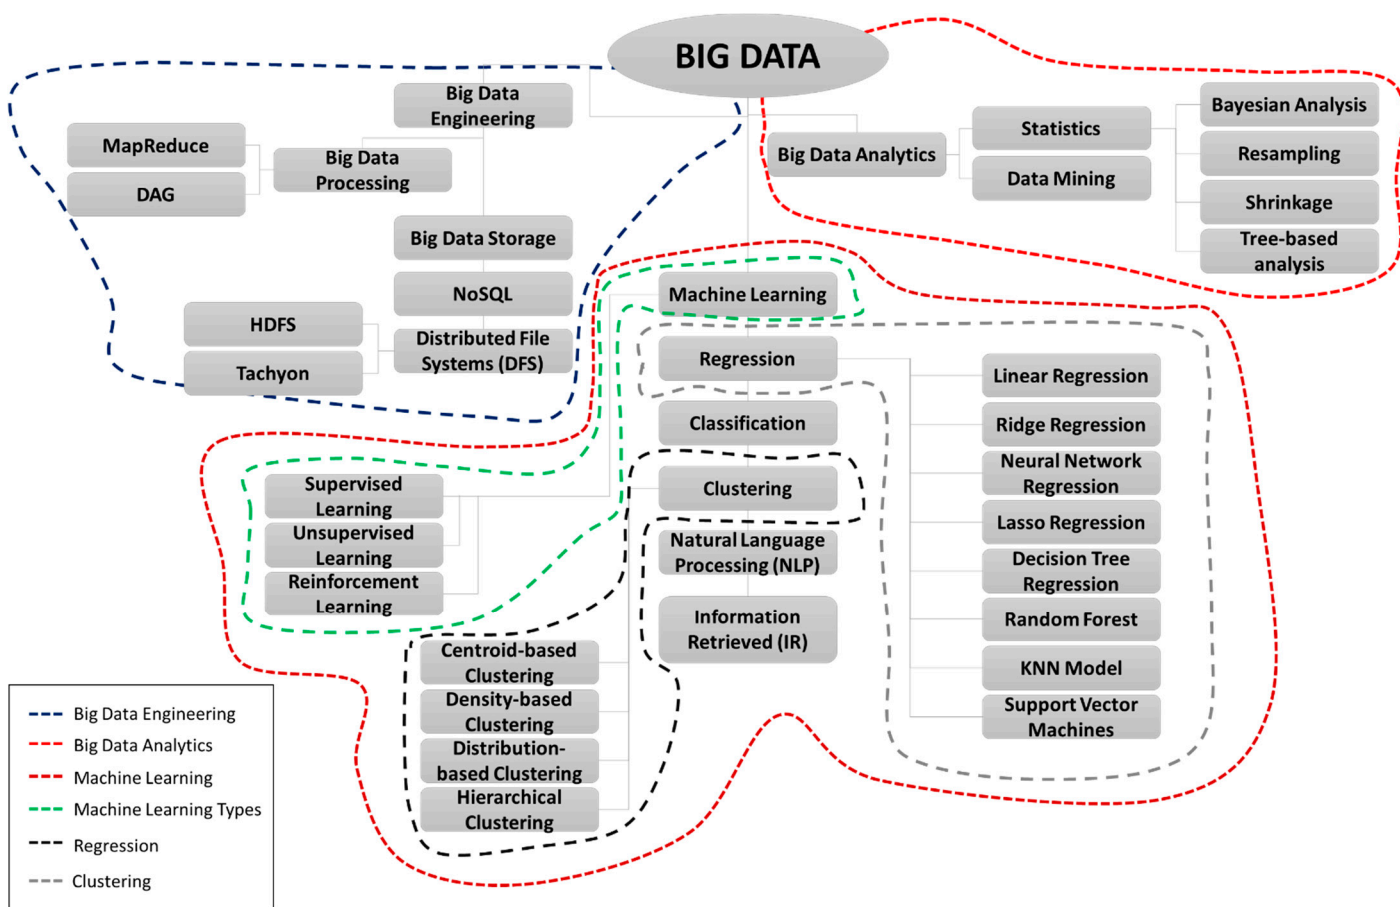 BIG DATA
Big Data
Engineering
Big Data
Processing
MapReduce
DAG
Big Data Storage
NoSQL
Distributed File
Systems (DFS)
HDFS
Tachyon
Big Data Analytics
Statistics
Data Mining
Bayesian Analysis
Resampling
Shrinkage
Tree-based
analysis
Machine Learning
Supervised
Learning
Unsupervised
Learning
Reinforcement
Learning
Regression
Linear Regression
Ridge Regression
Neural Network
Regression
Lasso Regression
Decision Tree
Regression
Random Forest
KNN Model
Support Vector
Machines
Classification
Clustering
Centroid-based
Clustering
Density-based
Clustering
Distribution-
based Clustering
Hierarchical
Clustering
Natural Language
Processing (NLP)
Information
Retrieved (IR)
Big Data Engineering
Big Data Analytics
Machine Learning
Machine Learning Types
Regression
Clustering